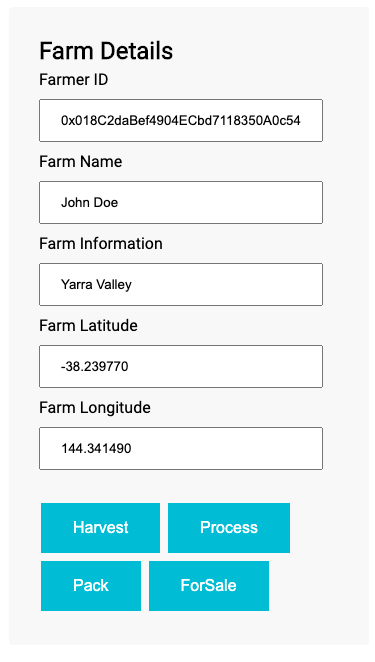 Farm Details
Farmer ID
0x018C2daBef4904ECbd7118350A0c54
Farm Name
John Doe
Farm Information
Yarra Valley
Farm Latitude
-38.239770
Farm Longitude
144.341490
Harvest Process
Pack ForSale